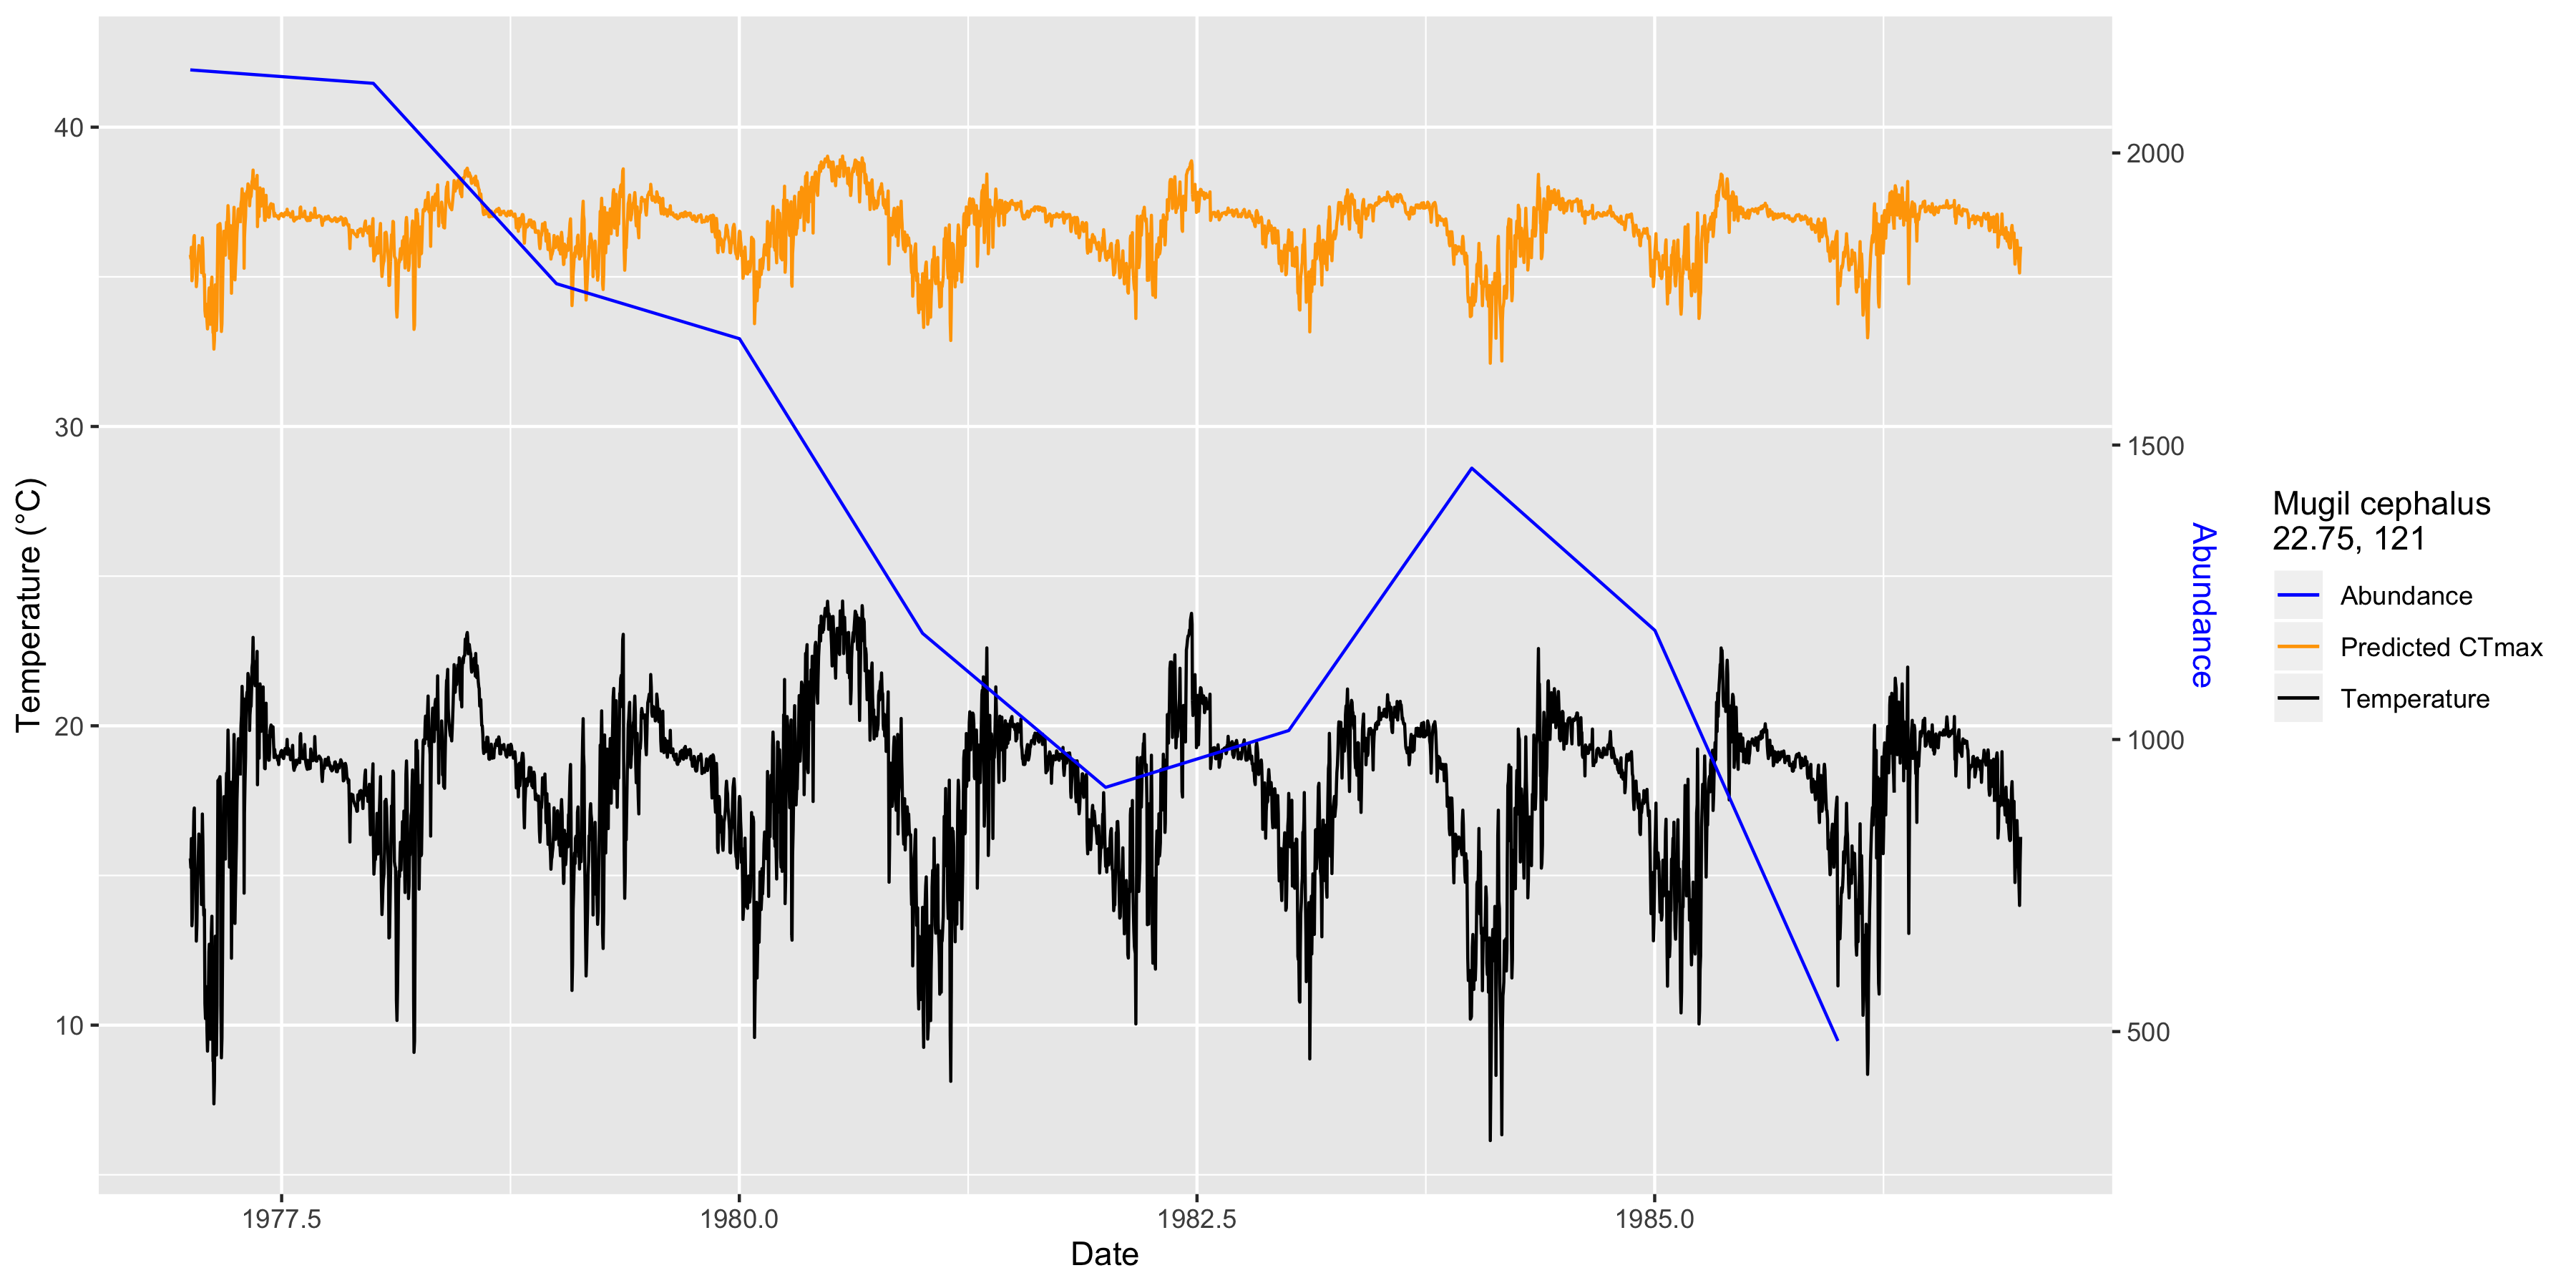 40
30
20
10
Temperature (°C)
2000
1500
1000
500
Abundance
1977.5
1980.0
1982.5
1985.0
Date
Mugil cephalus
22.75, 121
Abundance
Predicted CTmax
Temperature